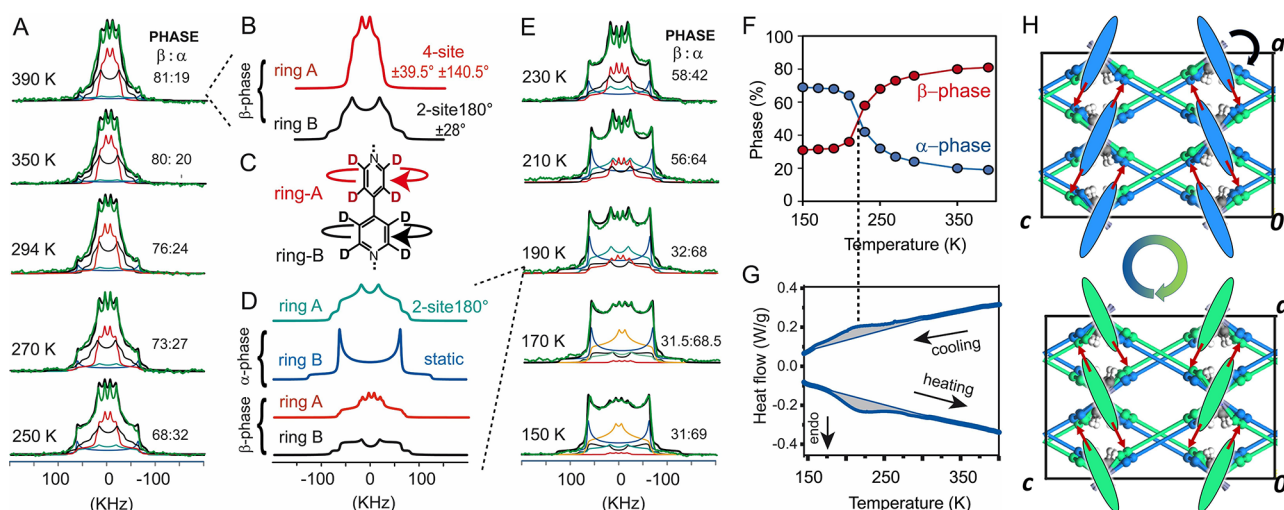 A
PHASE
β : α
390 K
81:19
350 K
80: 20
294 K
76:24
270 K
73:27
250 K
68:32
100 0
(KHz)
B
β-phase
ring A
4-site
±39.5° ±140.5°
ring B
2-site180°
±28°
C
N
D D
ring-A
D D
D D
ring-B
D D
N
D
α-phase
ring A
2-site180°
ring B
static
β-phase
ring A
ring B
-100 0 100
(KHz)
E
PHASE
β : α
230 K
58:42
210 K
56:64
190 K
32:68
170 K
31.5:68.5
150 K
31:69
100 0 -100
(KHz)
F
Phase (%)
100
80
60
40
20
0
β–phase
α–phase
150 250 350
Temperature (K)
G
Heat flow (W/g)
0.4
0.2
0.0
-0.2
-0.4
cooling
heating
endo
150 200 250 300 350
Temperature (K)
H
a
c
0
c
0